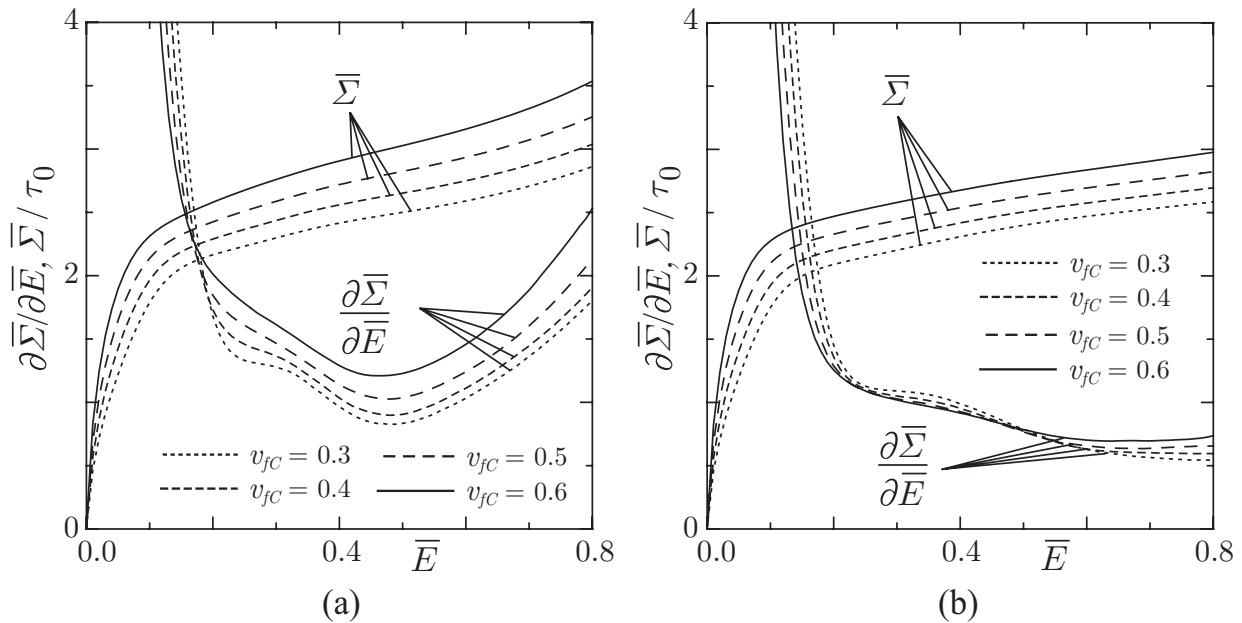 4
2
0
∂Σ̅/∂E̅, Σ̅ / τ₀
Σ̅
∂Σ̅
∂E̅
v_fC = 0.3
v_fC = 0.5
v_fC = 0.4
v_fC = 0.6
0.0
0.4
E̅
0.8
(a)
4
2
0
∂Σ̅/∂E̅, Σ̅ / τ₀
Σ̅
v_fC = 0.3
v_fC = 0.4
v_fC = 0.5
v_fC = 0.6
∂Σ̅
∂E̅
0.0
0.4
E̅
0.8
(b)